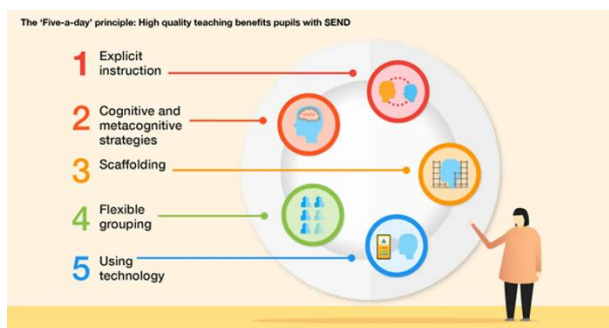 The 'Five-a-day' principle: High quality teaching benefits pupils with SEND
1 Explicit
instruction
2 Cognitive and
metacognitive
strategies
3 Scaffolding
4 Flexible
grouping
5 Using
technology